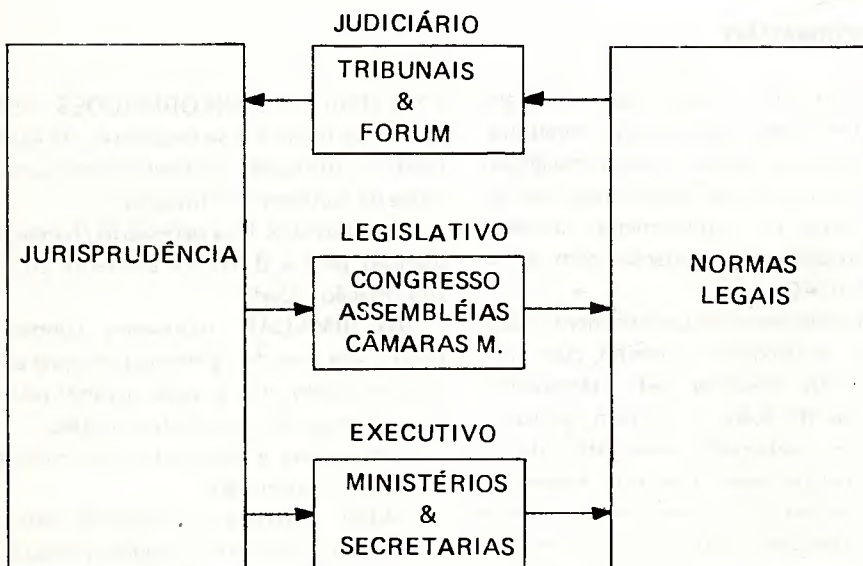 JUDICIÁRIO
TRIBUNAIS
&
FORUM
JURISPRUDÊNCIA
LEGISLATIVO
CONGRESSO
ASSEMBLÉIAS
CÂMARAS M.
NORMAS
LEGAIS
EXECUTIVO
MINISTÉRIOS
&
SECRETARIAS